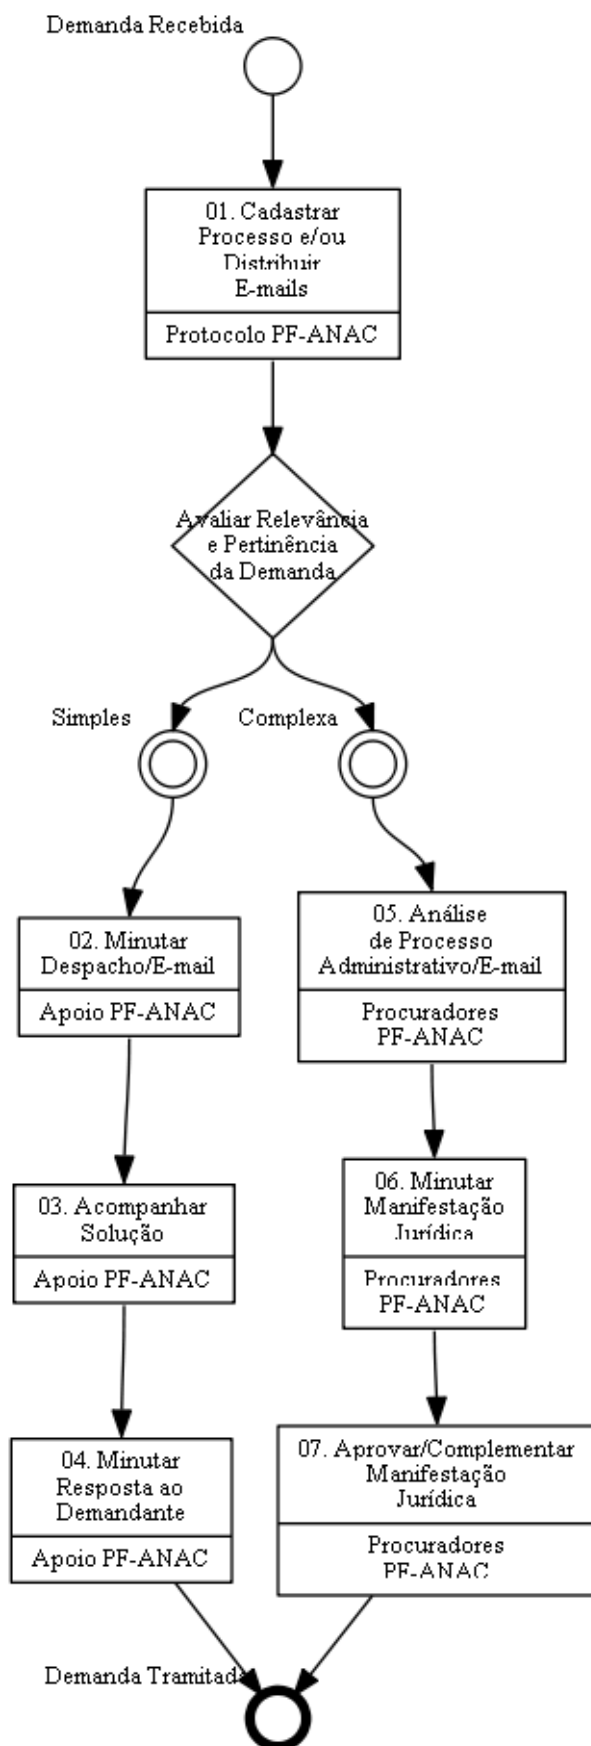 Demanda Recebida
01. Cadastrar
Processo e/ou
Distribuir
E-mails
Protocolo PF-ANAC
Avaliar Relevância
e Pertinência
da Demanda
Simples
Complexa
02. Minutar
Despacho/E-mail
Apoio PF-ANAC
05. Análise
de Processo
Administrativo/E-mail
Procuradores
PF-ANAC
03. Acompanhar
Solução
Apoio PF-ANAC
06. Minutar
Manifestação
Jurídica
Procuradores
PF-ANAC
04. Minutar
Resposta ao
Demandante
Apoio PF-ANAC
07. Aprovar/Complementar
Manifestação
Jurídica
Procuradores
PF-ANAC
Demanda Tramitada